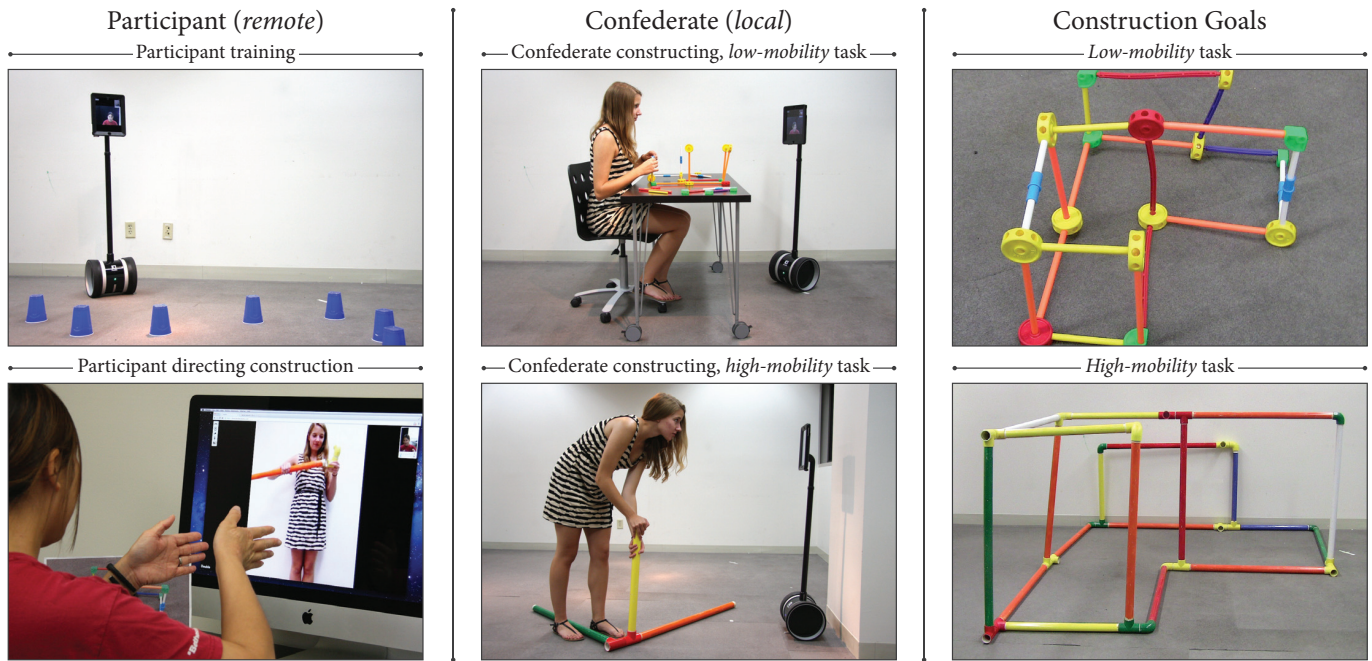 Participant (remote)
Participant training
Participant directing construction
Confederate (local)
Confederate constructing, low-mobility task
Confederate constructing, high-mobility task
Construction Goals
Low-mobility task
High-mobility task